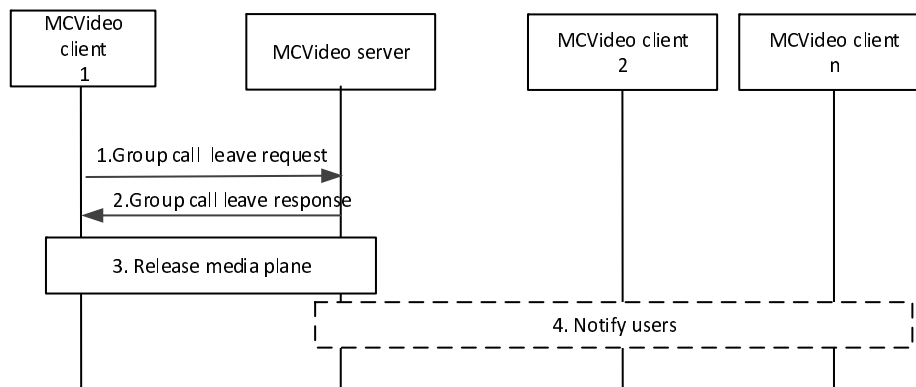 MCVideo
client
1
MCVideo server
MCVideo client
2
MCVideo client
n
1.Group call leave request
2.Group call leave response
3. Release media plane
4. Notify users